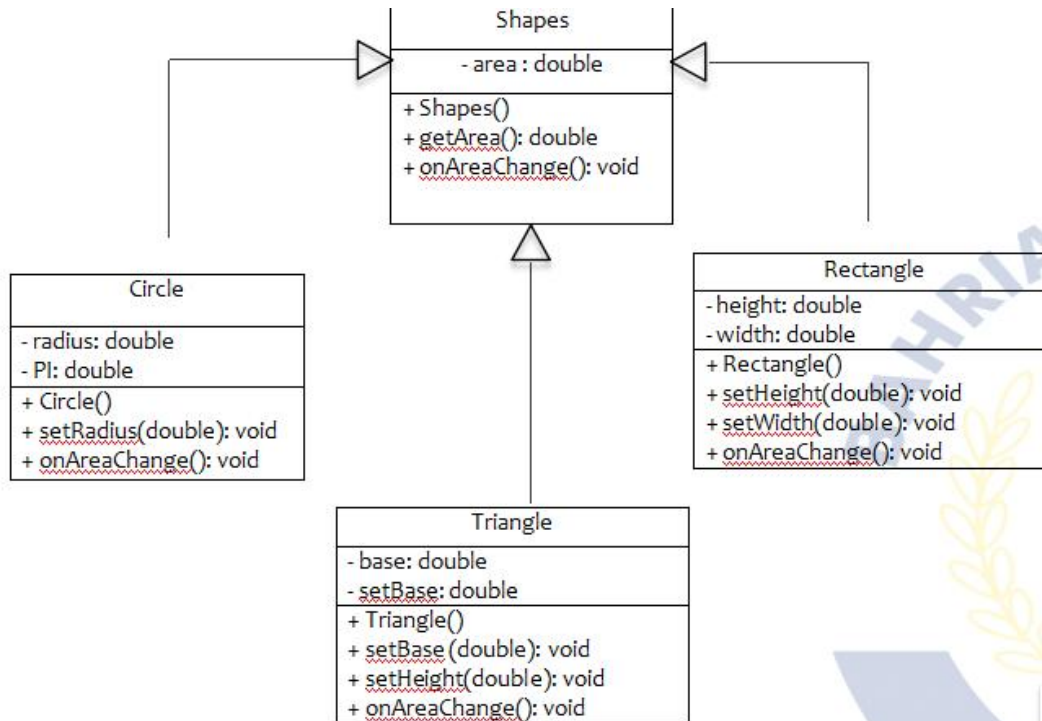 Shapes
- area : double
+ Shapes()
+ getArea(): double
+ onAreaChange(): void
Circle
- radius: double
- PI: double
+ Circle()
+ setRadius(double): void
+ onAreaChange(): void
Rectangle
- height: double
- width: double
+ Rectangle()
+ setHeight(double): void
+ setWidth(double): void
+ onAreaChange(): void
Triangle
- base: double
- setBase: double
+ Triangle()
+ setBase (double): void
+ setHeight(double): void
+ onAreaChange(): void
BAHRIA